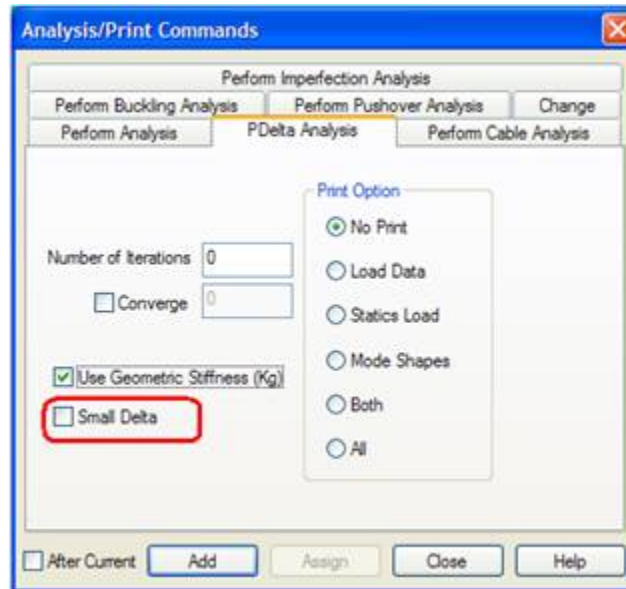 Analysis/Print Commands
Perform Imperfection Analysis
Perform Buckling Analysis
Perform Pushover Analysis
Change
Perform Analysis
PDelta Analysis
Perform Cable Analysis
Print Option
No Print
Number of Iterations 0
Load Data
Converge 0
Statics Load
Mode Shapes
Use Geometric Stiffness (Kg)
Small Delta
Both
All
After Current
Add
Assign
Close
Help